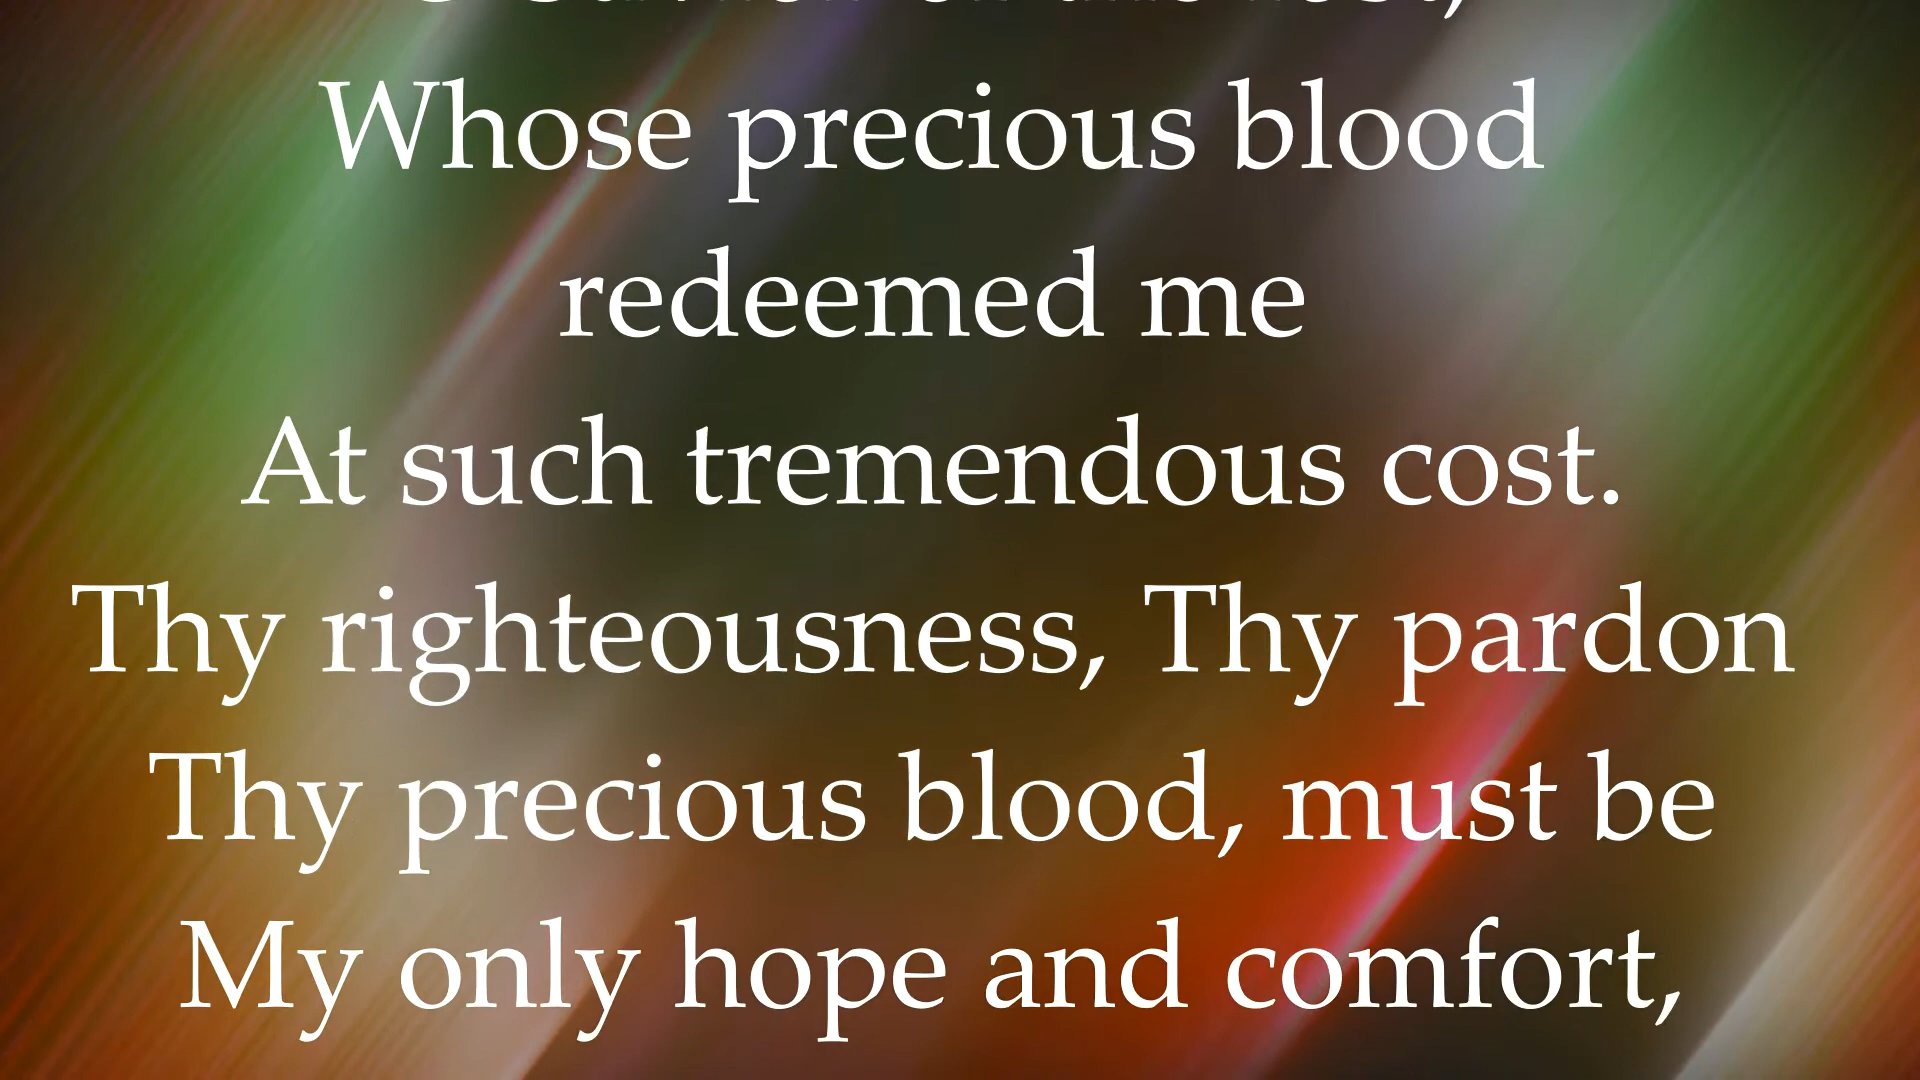 Whose precious blood
redeemed me
At such tremendous cost.
Thy righteousness, Thy pardon
Thy precious blood, must be
My only hope and comfort,